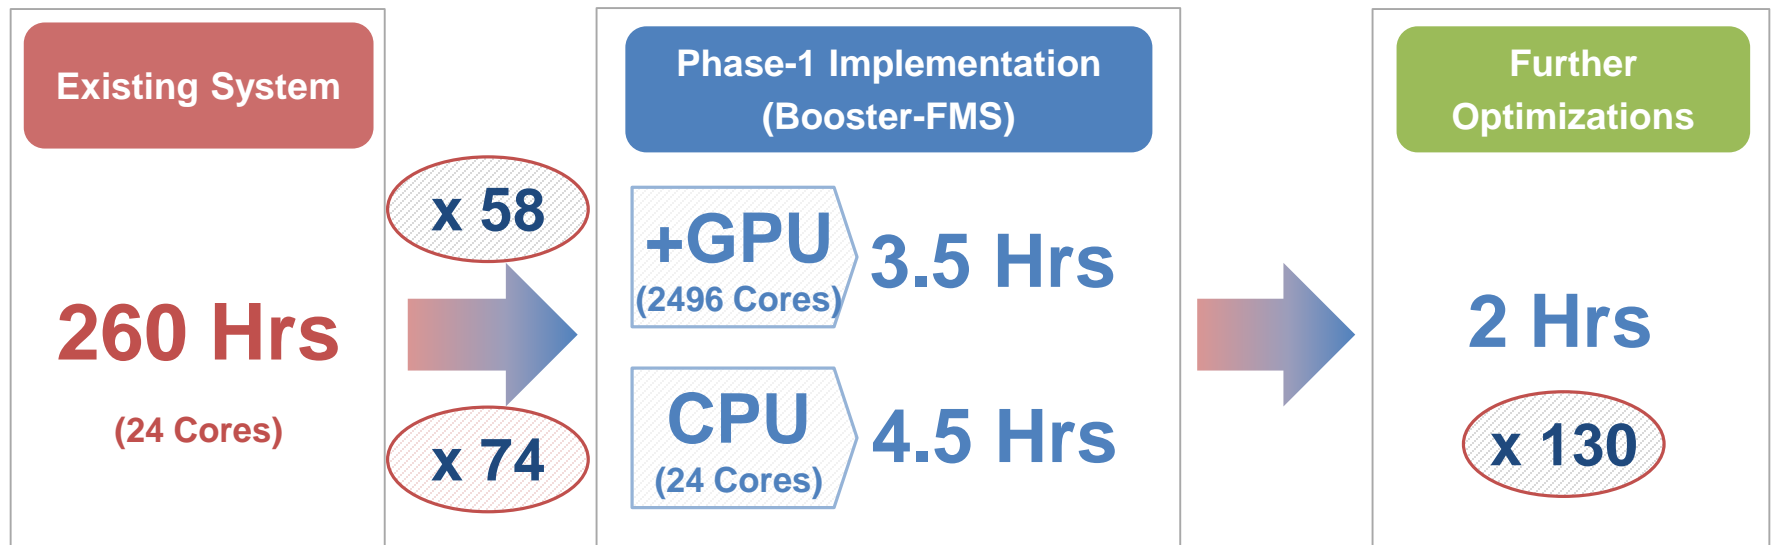 Existing System
260 Hrs
(24 Cores)
x 58
x 74
Phase-1 Implementation
(Booster-FMS)
+GPU
(2496 Cores)
3.5 Hrs
CPU
(24 Cores)
4.5 Hrs
Further
Optimizations
2 Hrs
x 130